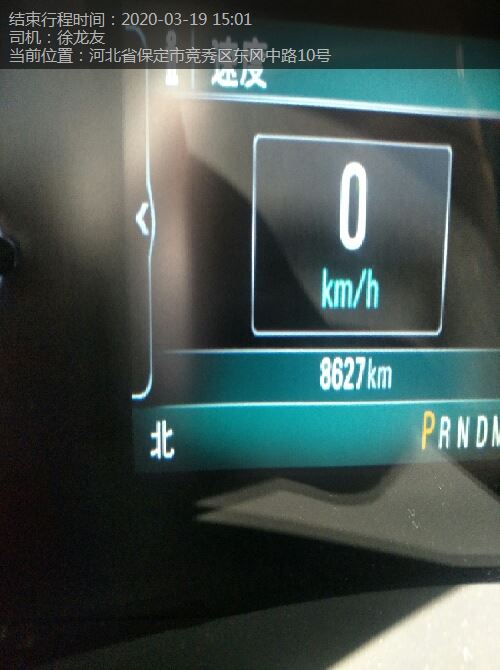 结束行程时间：2020-03-19 15:01
司机：徐龙友
当前位置：河北省保定市竞秀区东风中路10号
速度
0
km/h
8627km
北
PRNDM